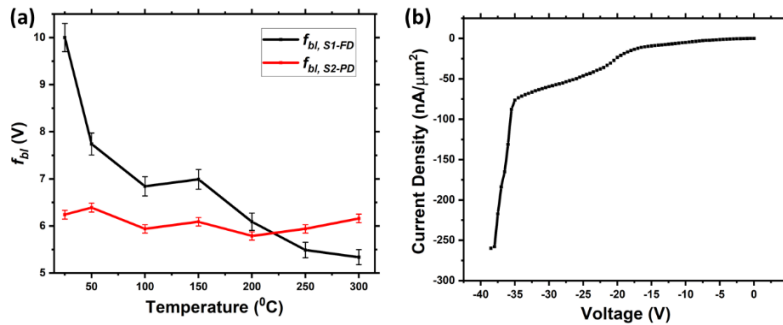 (a)
f_bl, S1-FD
f_bl, S2-PD
f_bl (V)
10
9
8
7
6
5
50 100 150 200 250 300
Temperature (⁰C)
(b)
Current Density (nA/μm²)
0
-50
-100
-150
-200
-250
-300
-40 -35 -30 -25 -20 -15 -10 -5 0
Voltage (V)